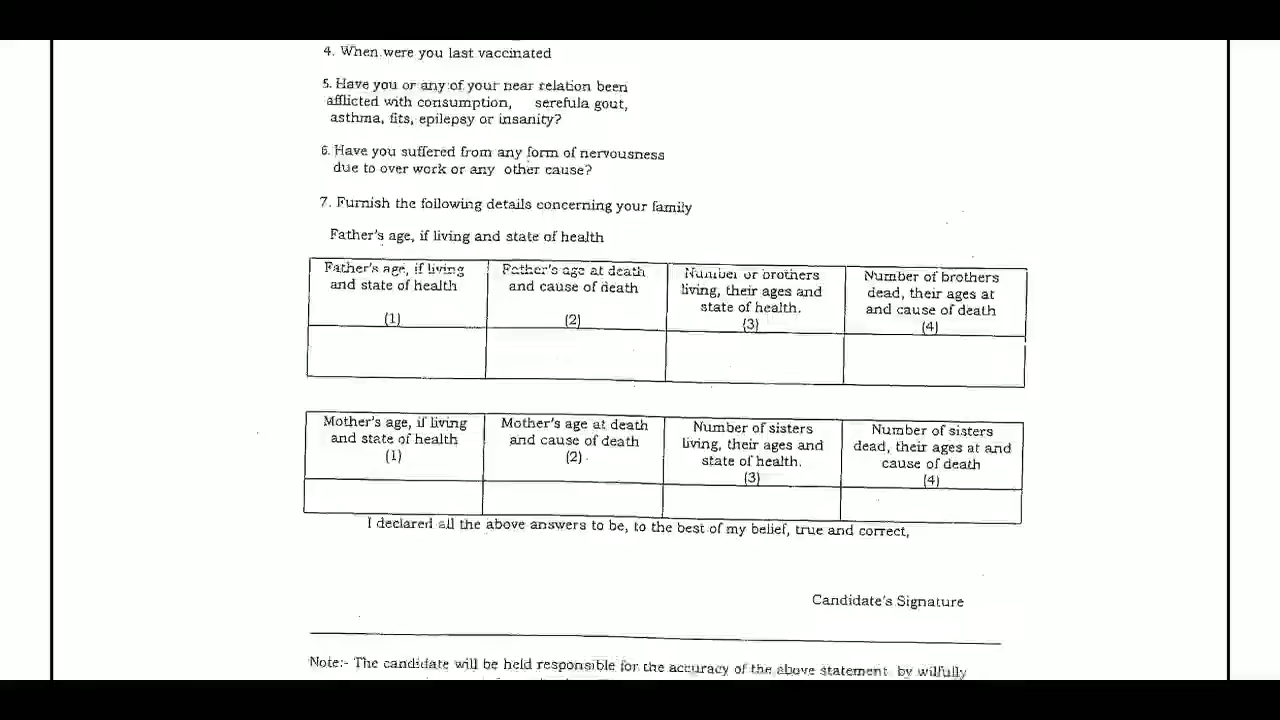 4. When were you last vaccinated
5. Have you or any of your near relation been
afflicted with consumption, serefula gout,
asthma, fits, epilepsy or insanity?
6. Have you suffered from any form of nervousness
due to over work or any other cause?
7. Furnish the following details concerning your family
Father's age, if living and state of health
Father's age, if living
and state of health
(1)
Father's age at death
and cause of death
(2)
Number or brothers
living, their ages and
state of health.
(3)
Number of brothers
dead, their ages at
and cause of death
(4)
Mother's age, if living
and state of health
(1)
Mother's age at death
and cause of death
(2)
Number of sisters
living, their ages and
state of health.
(3)
Number of sisters
dead, their ages at and
cause of death
(4)
I declared all the above answers to be, to the best of my belief, true and correct,
Candidate's Signature
Note:- The candidate will be held responsible for the accuracy of the above statement by wilfully